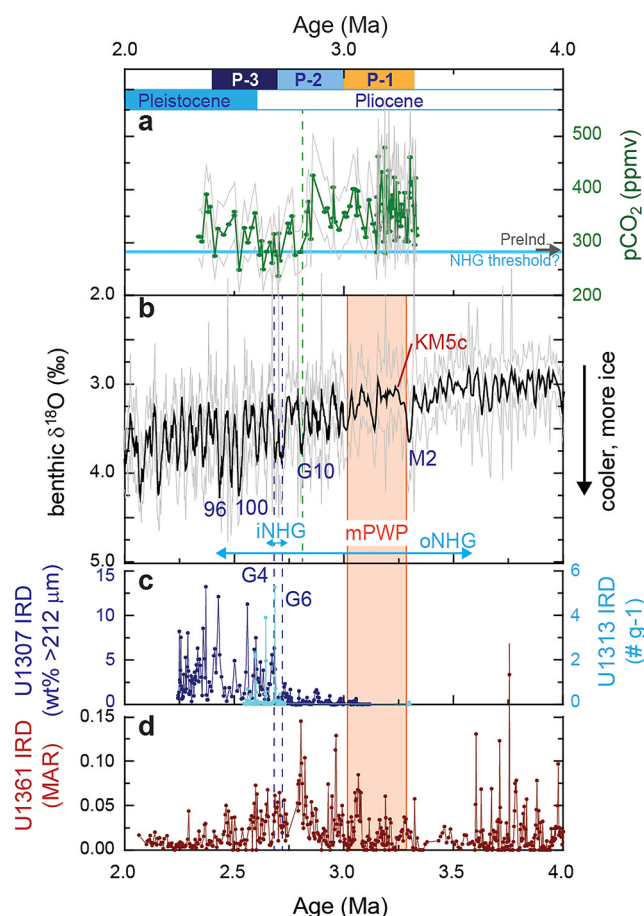 Age (Ma)
2.0 3.0 4.0
P-3 P-2 P-1
Pleistocene Pliocene
a
500
400
300
200
pCO₂ (ppmv)
PreInd.
NHG threshold?
b
2.0
3.0
4.0
5.0
benthic δ¹⁸O (‰)
KM5c
M2
G10
96 100
cooler, more ice
iNHG
mPWP
oNHG
G4
G6
c
15
10
5
0
U1307 IRD
(wt% >212 μm)
6
4
2
0
U1313 IRD
(# g-1)
d
0.15
0.10
0.05
0.00
U1361 IRD
(MAR)
2.0 2.5 3.0 3.5 4.0
Age (Ma)